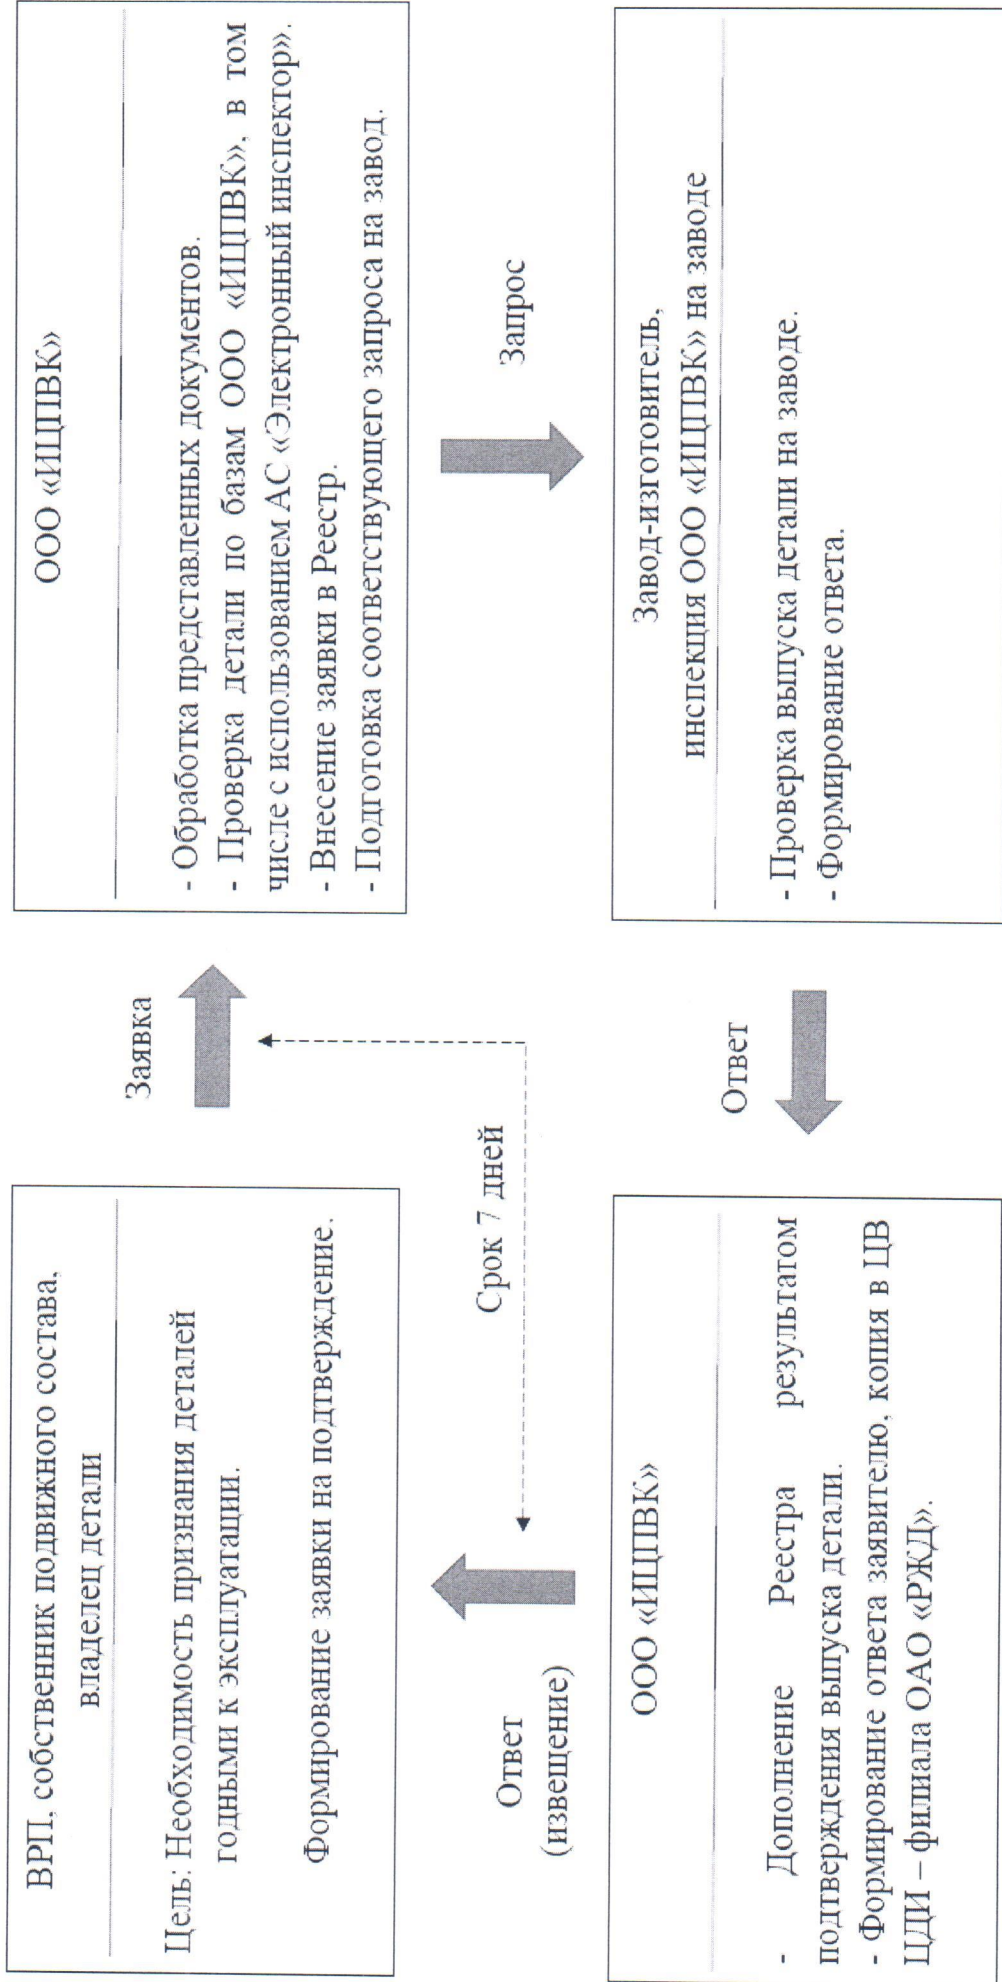 ВРП, собственник подвижного состава,
владелец детали
Цель: Необходимость признания деталей
годными к эксплуатации.
Формирование заявки на подтверждение.
Заявка
ООО «ИЦПВК»
- Обработка представленных документов.
- Проверка детали по базам ООО «ИЦПВК», в том
числе с использованием АС «Электронный инспектор».
- Внесение заявки в Реестр.
- Подготовка соответствующего запроса на завод.
Ответ
(извещение)
Срок 7 дней
Запрос
ООО «ИЦПВК»
- Дополнение Реестра результатом
подтверждения выпуска детали.
- Формирование ответа заявителю, копия в ЦВ
ЦДИ – филиала ОАО «РЖД».
Ответ
Завод-изготовитель,
инспекция ООО «ИЦПВК» на заводе
- Проверка выпуска детали на заводе.
- Формирование ответа.